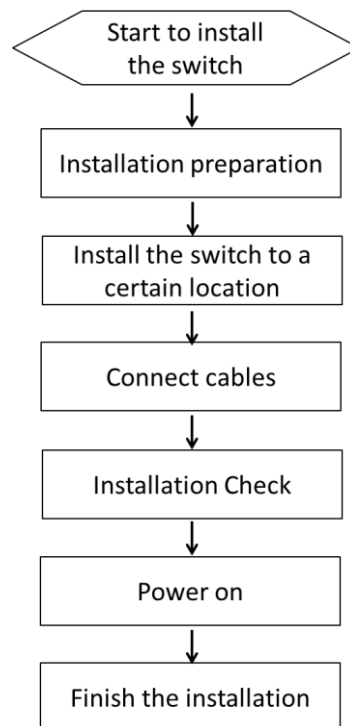 Start to install
the switch
Installation preparation
Install the switch to a
certain location
Connect cables
Installation Check
Power on
Finish the installation